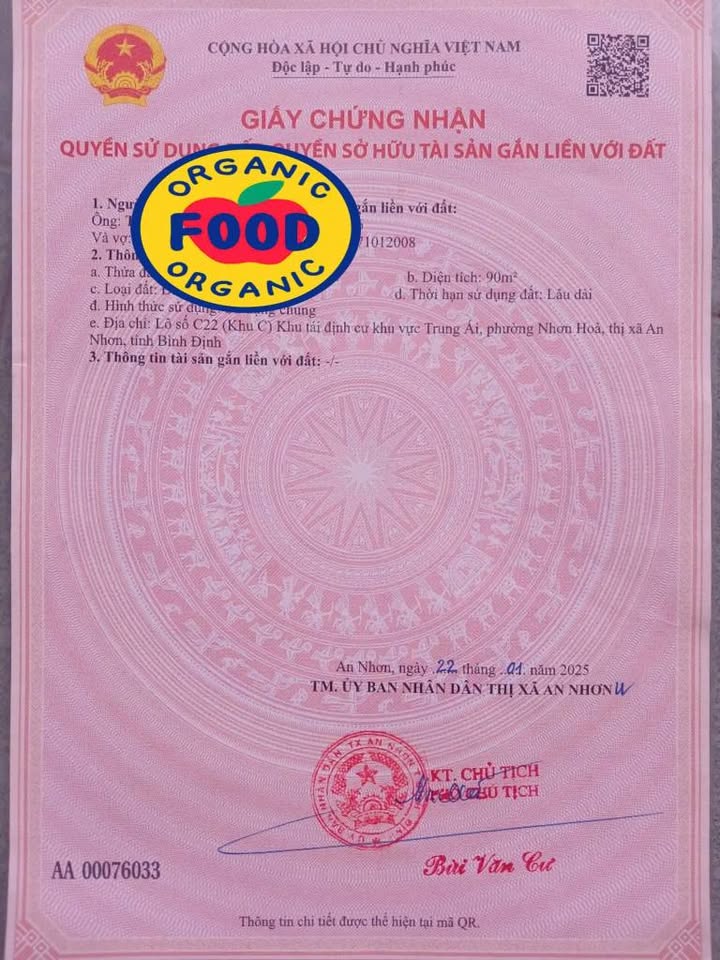 CỘNG HÒA XÃ HỘI CHỦ NGHĨA VIỆT NAM
Độc lập - Tự do - Hạnh phúc
GIẤY CHỨNG NHẬN
QUYỀN SỬ DỤNG QUYỀN SỞ HỮU TÀI SẢN GẮN LIỀN VỚI ĐẤT
ORGANIC
FOOD
ORGANIC
1. gắn liền với đất:
Ông:
Và vợ: 71012008
2.
a. Thửa b. Diện tích: 90m²
c. Loại đất: d. Thời hạn sử dụng đất: Lâu dài
đ. Hình thức sử dụng: chung
e. Địa chỉ: Lô số C22 (Khu C) Khu tái định cư khu vực Trung Ái, phường Nhơn Hoà, thị xã An
Nhơn, tỉnh Bình Định
3. Thông tin tài sản gắn liền với đất: -/-
An Nhơn, ngày .22 tháng .01. năm 2025
TM. ỦY BAN NHÂN DÂN THỊ XÃ AN NHƠN
KT. CHỦ TỊCH
CHỦ TỊCH
Bùi Văn Cư
AA 00076033
Thông tin chi tiết được thể hiện tại mã QR.